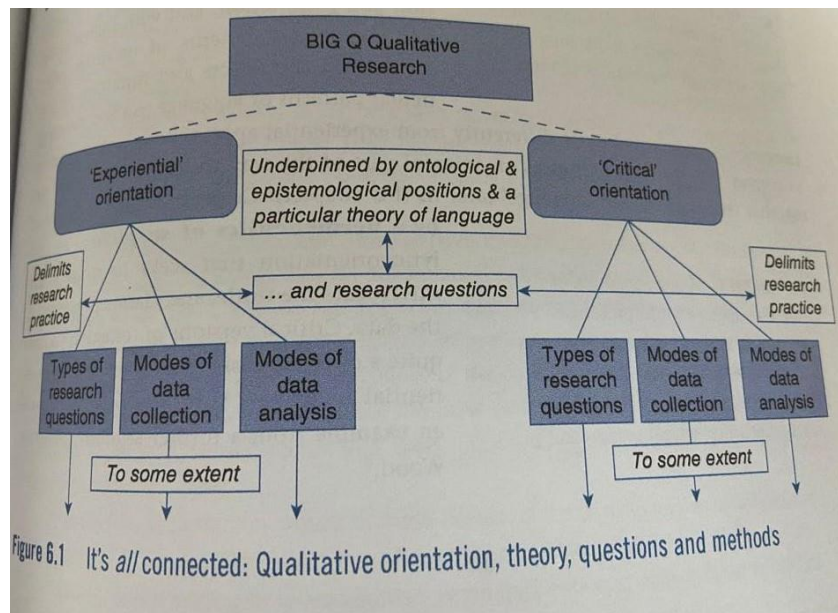 BIG Q Qualitative
Research
'Experiential'
orientation
Underpinned by ontological &
epistemological positions & a
particular theory of language
'Critical'
orientation
Delimits
research
practice
... and research questions
Delimits
research
practice
Types of
research
questions
Modes of
data
collection
Modes of
data
analysis
Types of
research
questions
Modes of
data
collection
Modes of
data
analysis
To some extent
To some extent
Figure 6.1 It's all connected: Qualitative orientation, theory, questions and methods